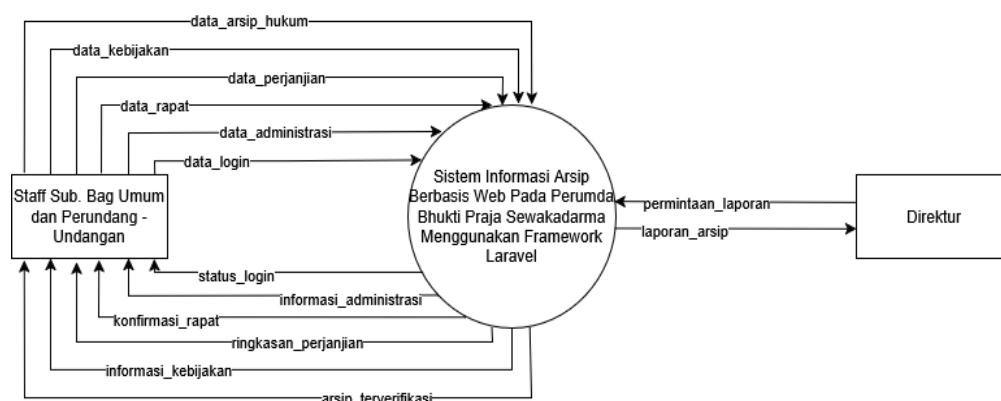 data_arsip_hukum
data_kebijakan
data_perjanjian
data_rapat
data_administrasi
data_login
Staff Sub. Bag Umum
dan Perundang -
Undangan
Sistem Informasi Arsip
Berbasis Web Pada Perumda
Bhukti Praja Sewakadarma
Menggunakan Framework
Laravel
permintaan_laporan
laporan_arsip
Direktur
status_login
informasi_administrasi
konfirmasi_rapat
ringkasan_perjanjian
informasi_kebijakan
arsip_terverifikasi